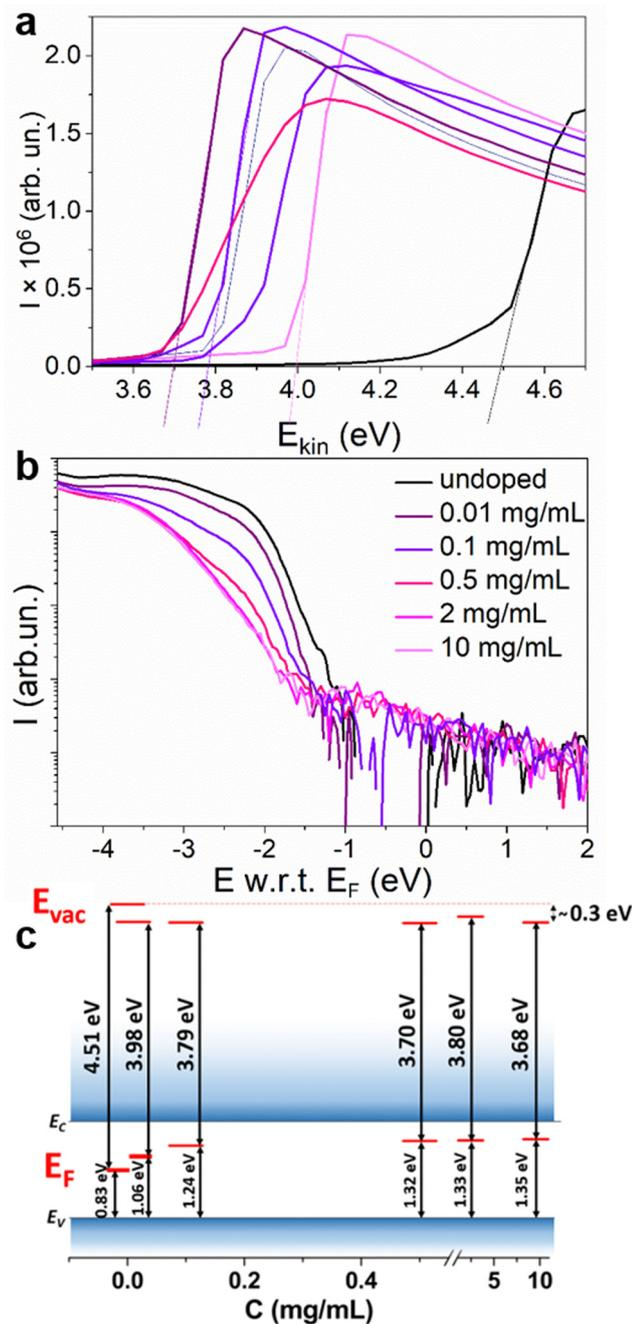 a
2.0
1.5
1.0
0.5
0.0
I × 10⁶ (arb. un.)
3.6 3.8 4.0 4.2 4.4 4.6
E_kin (eV)
b
undoped
0.01 mg/mL
0.1 mg/mL
0.5 mg/mL
2 mg/mL
10 mg/mL
I (arb.un.)
-4 -3 -2 -1 0 1 2
E w.r.t. E_F (eV)
E_vac
~0.3 eV
c
4.51 eV
3.98 eV
3.79 eV
3.70 eV
3.80 eV
3.68 eV
E_C
E_F
0.83 eV
1.06 eV
1.24 eV
1.32 eV
1.33 eV
1.35 eV
E_V
0.0 0.2 0.4 5 10
C (mg/mL)